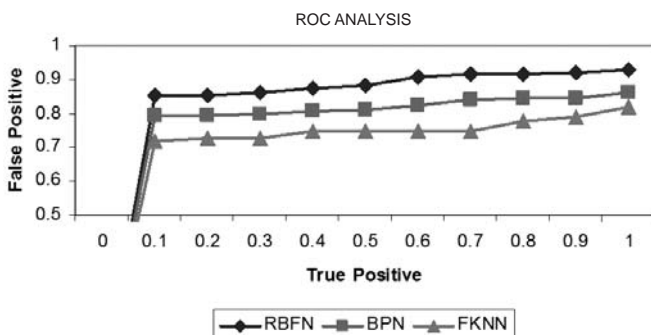 ROC ANALYSIS
False Positive
1
0.9
0.8
0.7
0.6
0.5
0 0.1 0.2 0.3 0.4 0.5 0.6 0.7 0.8 0.9 1
True Positive
RBFN BPN FKNN